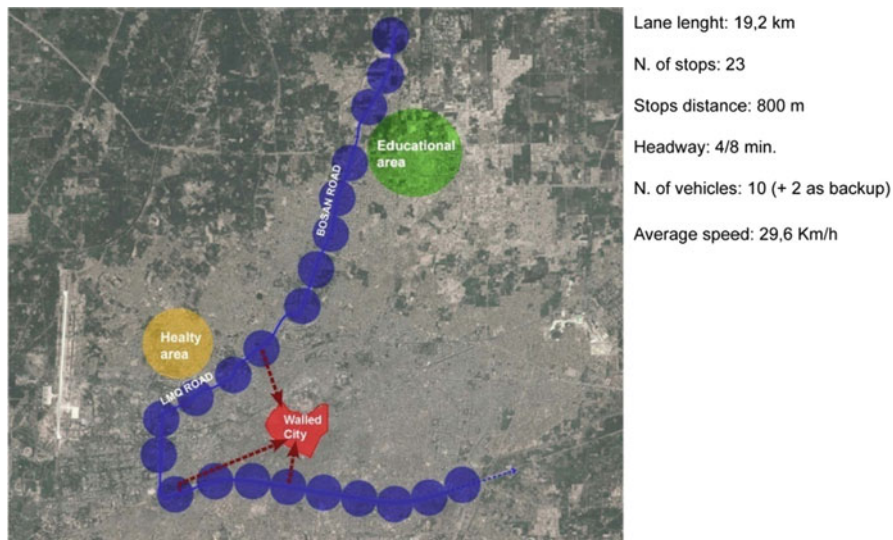 Lane lenght: 19,2 km
N. of stops: 23
Stops distance: 800 m
Headway: 4/8 min.
N. of vehicles: 10 (+ 2 as backup)
Average speed: 29,6 Km/h
Educational
area
BOSAN ROAD
Healty
area
LMQ ROAD
Walled
City